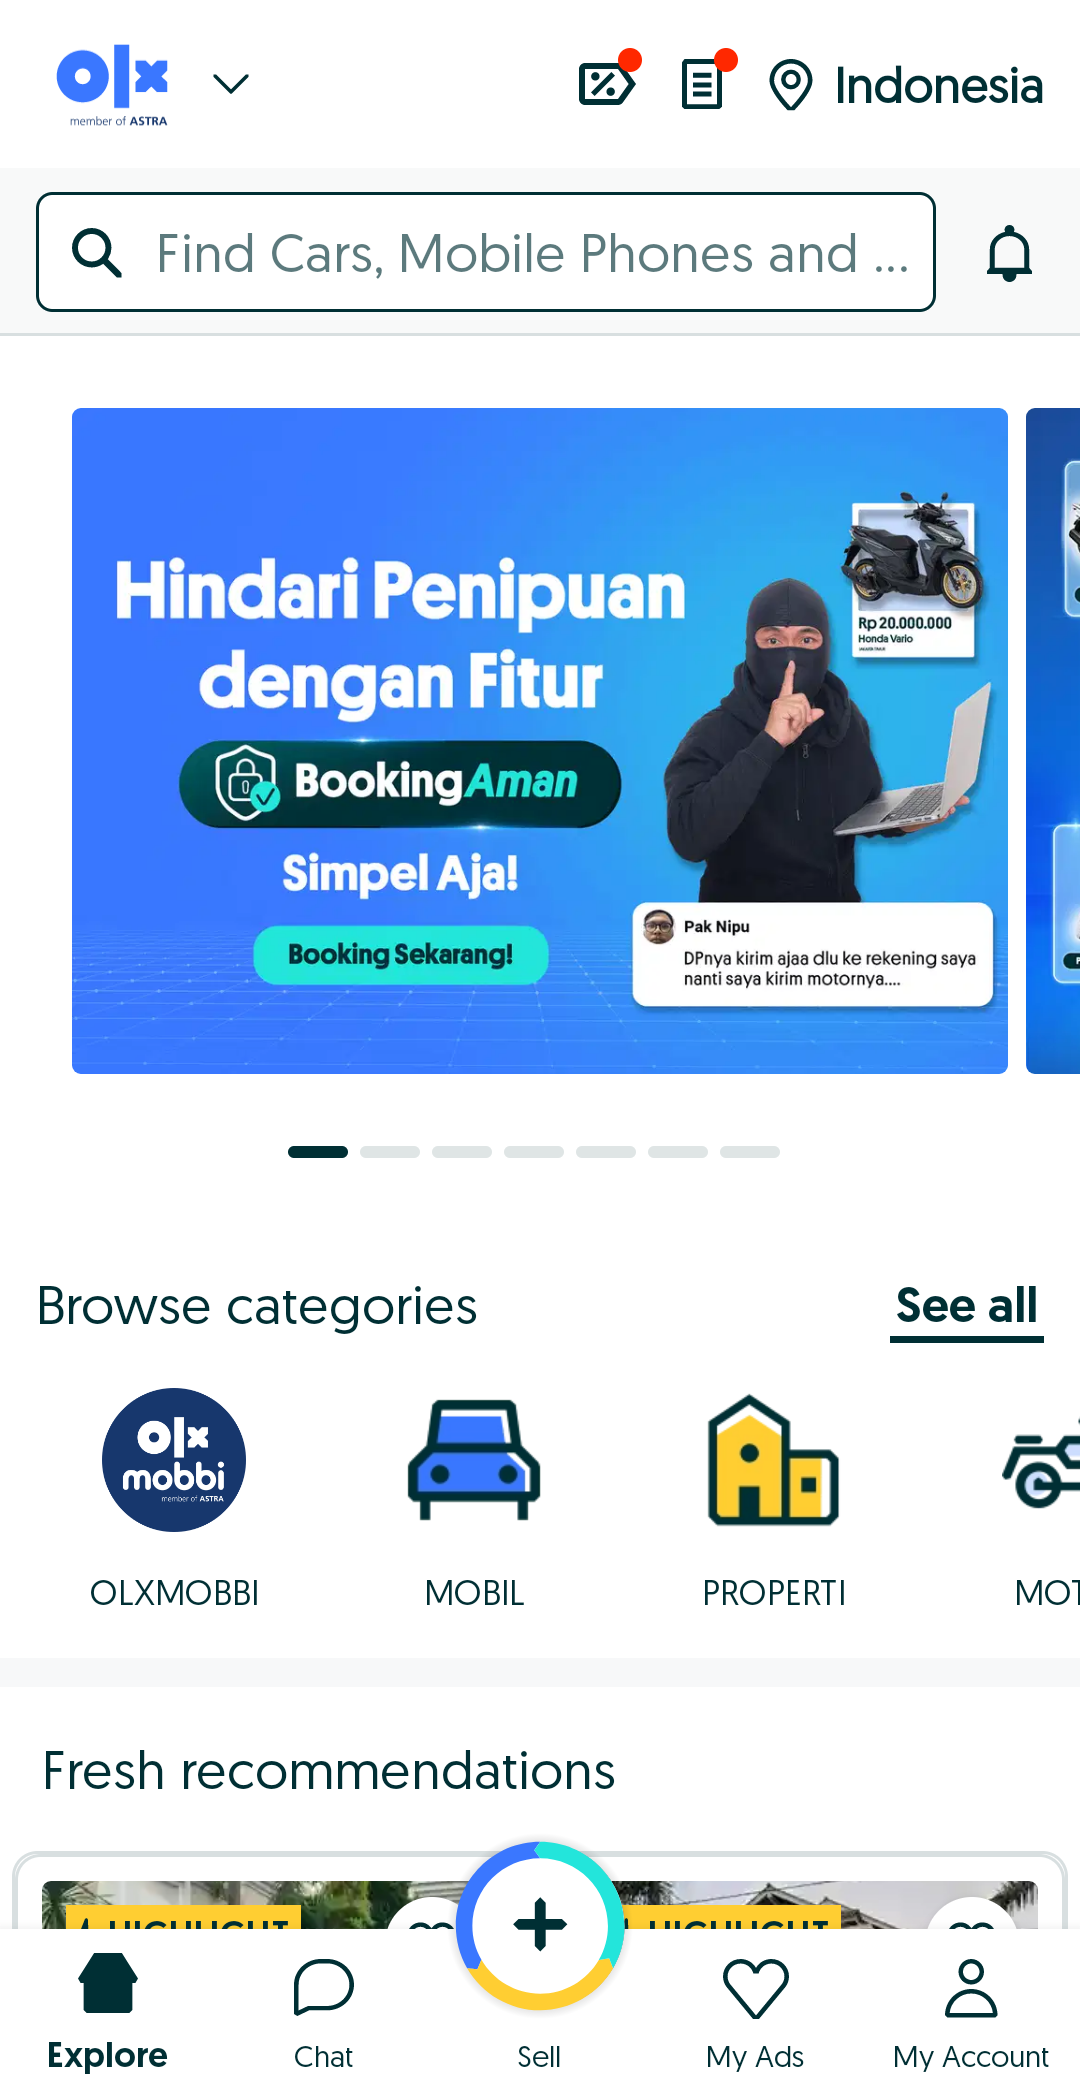 olx
member of ASTRA
Indonesia
Find Cars, Mobile Phones and ...
Hindari Penipuan
dengan Fitur
BookingAman
Simpel Aja!
Booking Sekarang!
Rp 20.000.000
Honda Vario
Pak Nipu
DPnya kirim ajaa dlu ke rekening saya
nanti saya kirim motornya....
Browse categories
See all
olx
mobbi
member of ASTRA
OLXMOBBI
MOBIL
PROPERTI
MOT
Fresh recommendations
HIGHLIGHT
HIGHLIGHT
Explore
Chat
Sell
My Ads
My Account